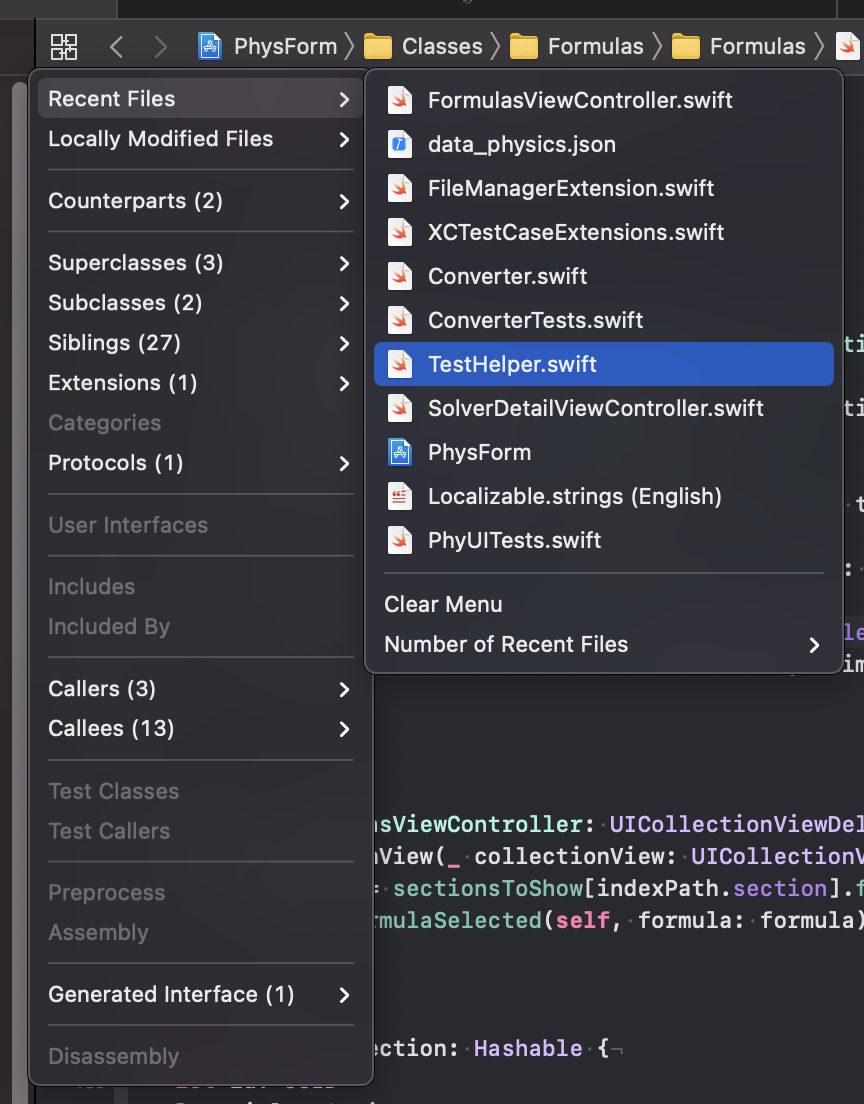 PhysForm Classes Formulas Formulas
Recent Files
Locally Modified Files
Counterparts (2)
Superclasses (3)
Subclasses (2)
Siblings (27)
Extensions (1)
Categories
Protocols (1)
User Interfaces
Includes
Included By
Callers (3)
Callees (13)
Test Classes
Test Callers
Preprocess
Assembly
Generated Interface (1)
Disassembly
FormulasViewController.swift
data_physics.json
FileManagerExtension.swift
XCTestCaseExtensions.swift
Converter.swift
ConverterTests.swift
TestHelper.swift
SolverDetailViewController.swift
PhysForm
Localizable.strings (English)
PhyUITests.swift
Clear Menu
Number of Recent Files
sViewController: UICollectionViewDel
View(_ collectionView: UICollectionV
= sectionsToShow[indexPath.section].f
mulaSelected(self, formula: formula)
ection: Hashable {